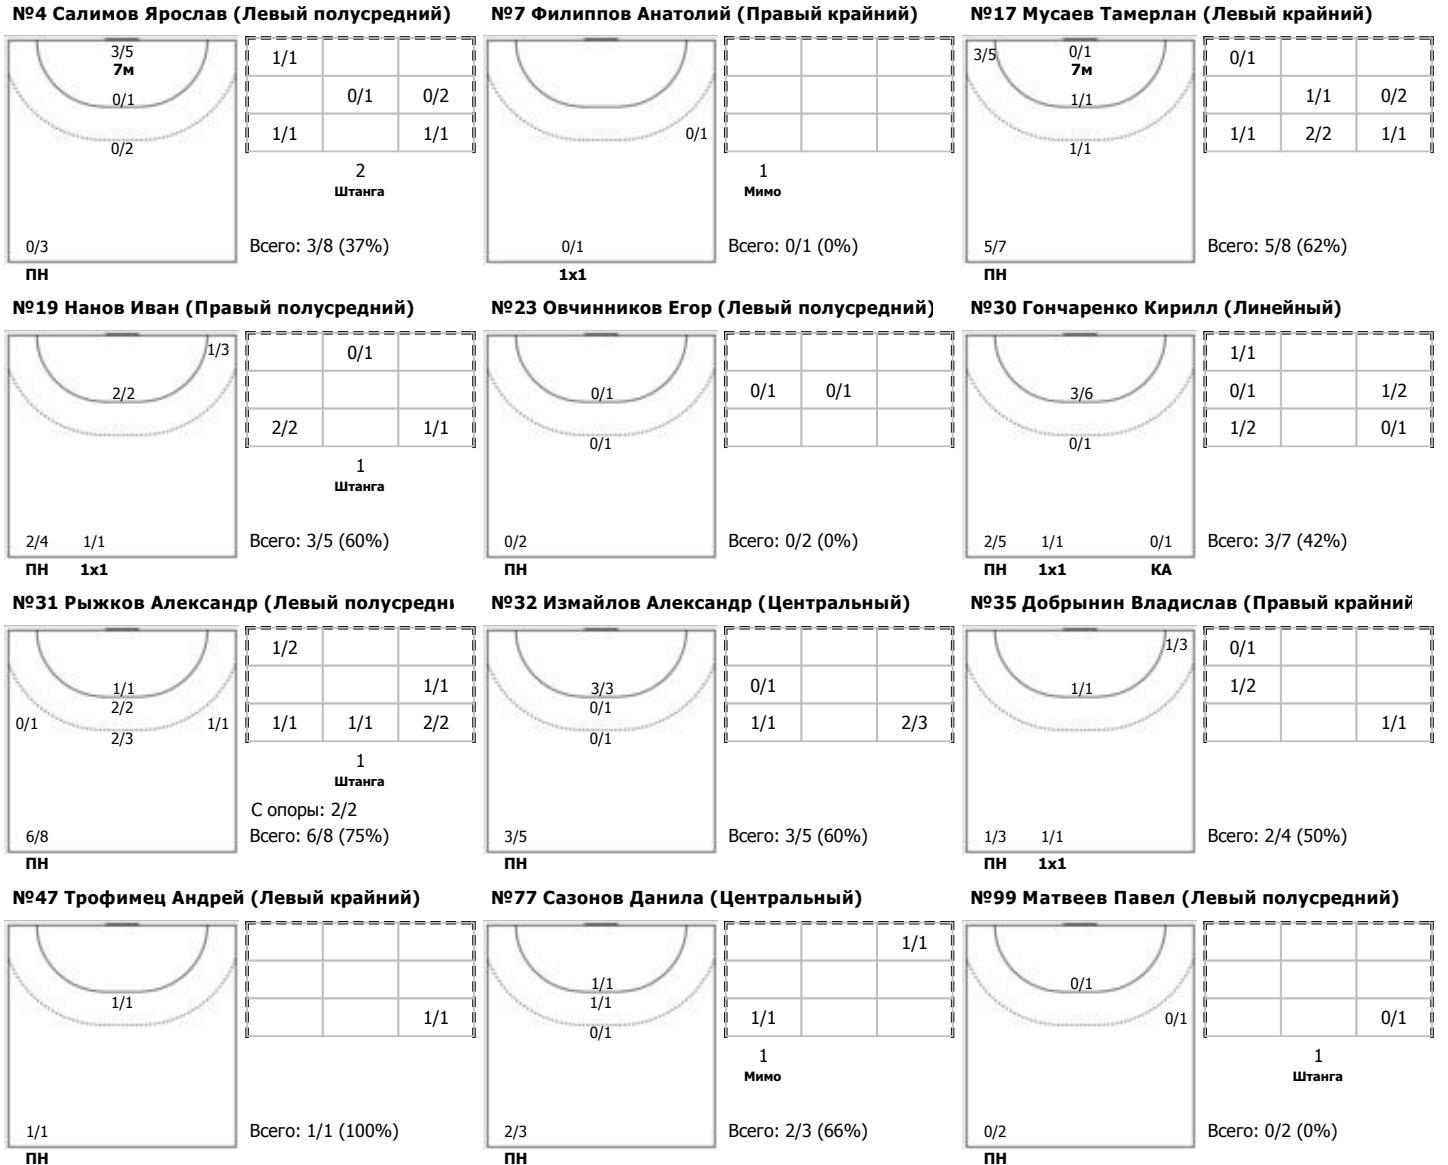 №4 Салимов Ярослав (Левый полусредний)
3/5
7м
0/1
0/2
0/3
ПН
1/1
0/1 0/2
1/1 1/1
2
Штанга
Всего: 3/8 (37%)
№7 Филиппов Анатолий (Правый крайний)
0/1
0/1
1х1
1
Мимо
Всего: 0/1 (0%)
№17 Мусаев Тамерлан (Левый крайний)
3/5 0/1
7м
1/1
1/1
5/7
ПН
0/1
1/1 0/2
1/1 2/2 1/1
Всего: 5/8 (62%)
№19 Нанов Иван (Правый полусредний)
1/3
2/2
2/4 1/1
ПН 1х1
0/1
2/2 1/1
1
Штанга
Всего: 3/5 (60%)
№23 Овчинников Егор (Левый полусредний)
0/1
0/1
0/2
ПН
0/1 0/1
Всего: 0/2 (0%)
№30 Гончаренко Кирилл (Линейный)
3/6
0/1
2/5 1/1 0/1
ПН 1х1 КА
1/1
0/1 1/2
1/2 0/1
Всего: 3/7 (42%)
№31 Рыжков Александр (Левый полусредн
1/1
2/2
0/1 1/1
2/3
6/8
ПН
1/2
1/1
1/1 1/1 2/2
1
Штанга
С опоры: 2/2
Всего: 6/8 (75%)
№32 Измайлов Александр (Центральный)
3/3
0/1
0/1
3/5
ПН
0/1
1/1 2/3
Всего: 3/5 (60%)
№35 Добрынин Владислав (Правый крайний
1/3
1/1
1/3 1/1
ПН 1х1
0/1
1/2
1/1
Всего: 2/4 (50%)
№47 Трофимец Андрей (Левый крайний)
1/1
1/1
ПН
1/1
Всего: 1/1 (100%)
№77 Сазонов Данила (Центральный)
1/1
1/1
0/1
2/3
ПН
1/1
1/1
1
Мимо
Всего: 2/3 (66%)
№99 Матвеев Павел (Левый полусредний)
0/1
0/1
0/2
ПН
0/1
1
Штанга
Всего: 0/2 (0%)